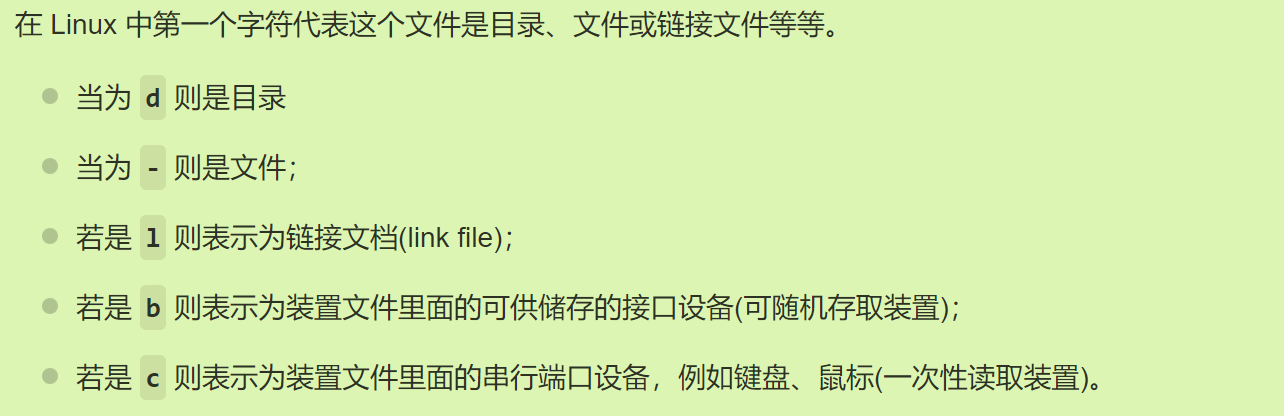 在 Linux 中第一个字符代表这个文件是目录、文件或链接文件等等。
当为 d 则是目录
当为 - 则是文件；
若是 l 则表示为链接文档(link file)；
若是 b 则表示为装置文件里面的可供储存的接口设备(可随机存取装置)；
若是 c 则表示为装置文件里面的串行端口设备，例如键盘、鼠标(一次性读取装置)。